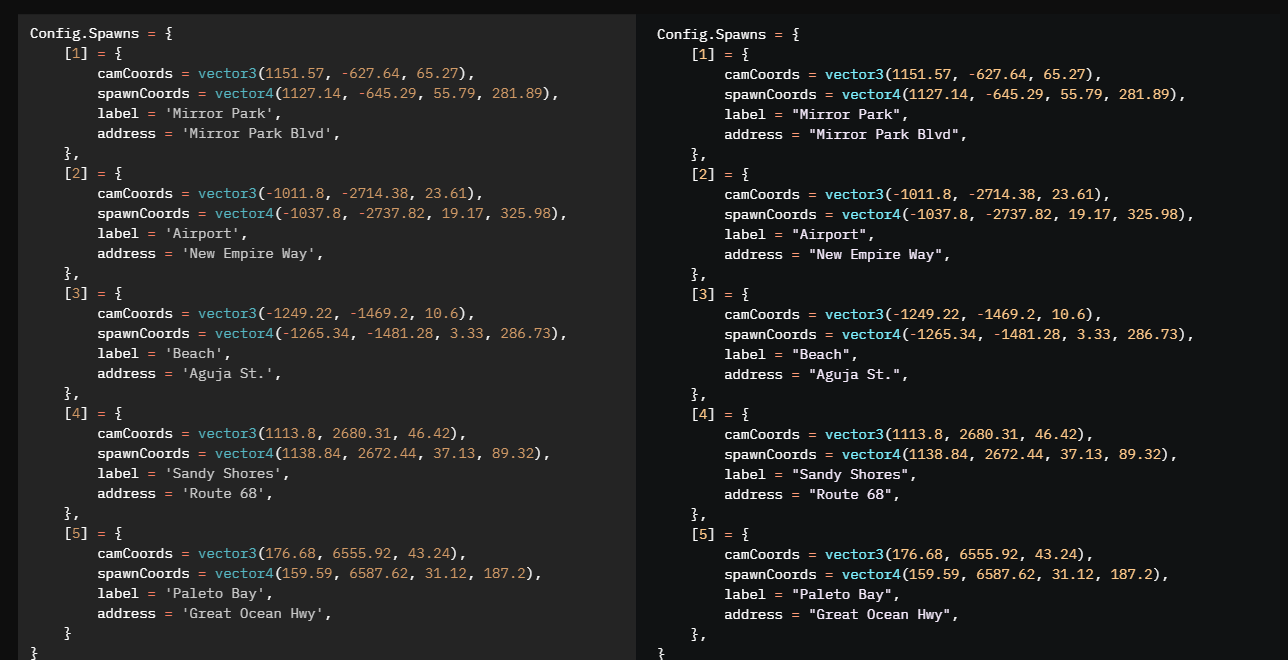 Config.Spawns = {
    [1] = {
        camCoords = vector3(1151.57, -627.64, 65.27),
        spawnCoords = vector4(1127.14, -645.29, 55.79, 281.89),
        label = 'Mirror Park',
        address = 'Mirror Park Blvd',
    },
    [2] = {
        camCoords = vector3(-1011.8, -2714.38, 23.61),
        spawnCoords = vector4(-1037.8, -2737.82, 19.17, 325.98),
        label = 'Airport',
        address = 'New Empire Way',
    },
    [3] = {
        camCoords = vector3(-1249.22, -1469.2, 10.6),
        spawnCoords = vector4(-1265.34, -1481.28, 3.33, 286.73),
        label = 'Beach',
        address = 'Aguja St.',
    },
    [4] = {
        camCoords = vector3(1113.8, 2680.31, 46.42),
        spawnCoords = vector4(1138.84, 2672.44, 37.13, 89.32),
        label = 'Sandy Shores',
        address = 'Route 68',
    },
    [5] = {
        camCoords = vector3(176.68, 6555.92, 43.24),
        spawnCoords = vector4(159.59, 6587.62, 31.12, 187.2),
        label = 'Paleto Bay',
        address = 'Great Ocean Hwy',
    }
}
Config.Spawns = {
    [1] = {
        camCoords = vector3(1151.57, -627.64, 65.27),
        spawnCoords = vector4(1127.14, -645.29, 55.79, 281.89),
        label = "Mirror Park",
        address = "Mirror Park Blvd",
    },
    [2] = {
        camCoords = vector3(-1011.8, -2714.38, 23.61),
        spawnCoords = vector4(-1037.8, -2737.82, 19.17, 325.98),
        label = "Airport",
        address = "New Empire Way",
    },
    [3] = {
        camCoords = vector3(-1249.22, -1469.2, 10.6),
        spawnCoords = vector4(-1265.34, -1481.28, 3.33, 286.73),
        label = "Beach",
        address = "Aguja St.",
    },
    [4] = {
        camCoords = vector3(1113.8, 2680.31, 46.42),
        spawnCoords = vector4(1138.84, 2672.44, 37.13, 89.32),
        label = "Sandy Shores",
        address = "Route 68",
    },
    [5] = {
        camCoords = vector3(176.68, 6555.92, 43.24),
        spawnCoords = vector4(159.59, 6587.62, 31.12, 187.2),
        label = "Paleto Bay",
        address = "Great Ocean Hwy",
    },
}